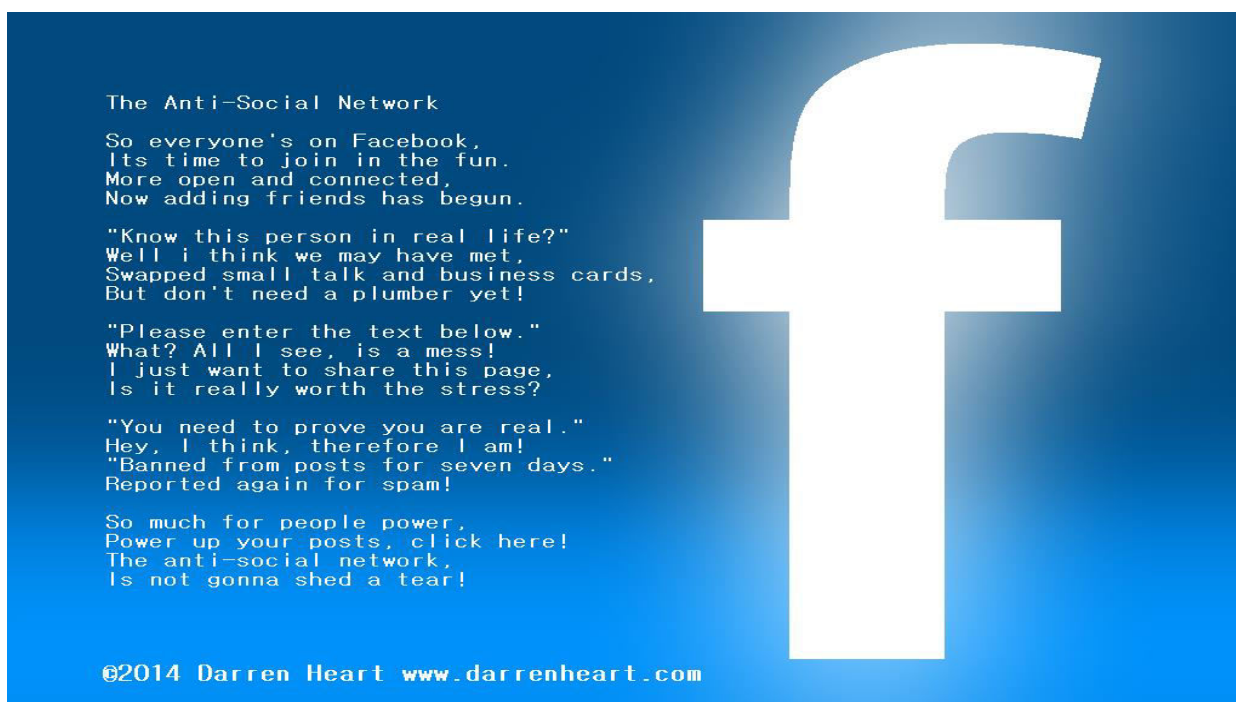 The Anti-Social Network
So everyone's on Facebook,
Its time to join in the fun.
More open and connected,
Now adding friends has begun.
"Know this person in real life?"
Well i think we may have met,
Swapped small talk and business cards,
But don't need a plumber yet!
"Please enter the text below."
What? All I see, is a mess!
I just want to share this page,
Is it really worth the stress?
"You need to prove you are real."
Hey, I think, therefore I am!
"Banned from posts for seven days."
Reported again for spam!
So much for people power,
Power up your posts, click here!
The anti-social network,
Is not gonna shed a tear!
©2014 Darren Heart www.darrenheart.com
f